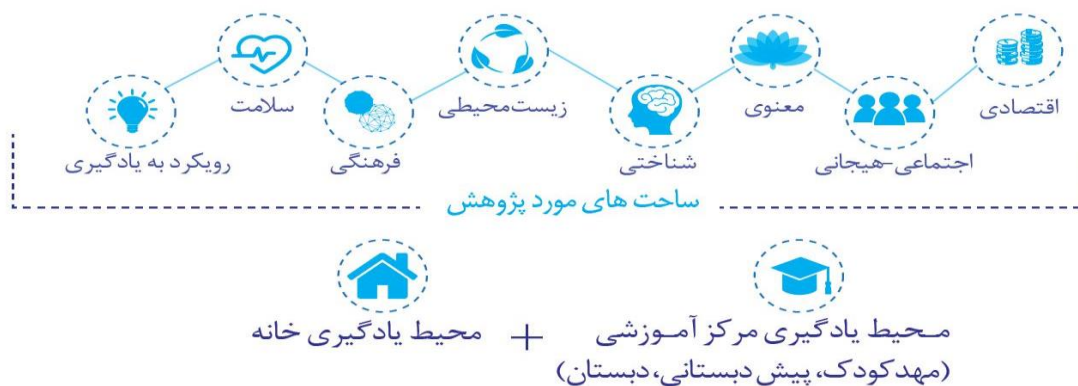 اقتصادی
اجتماعی-هیجانی
معنوی
شناختی
زیست‌محیطی
فرهنگی
سلامت
رویکرد به یادگیری
ساحت های مورد پژوهش
محیط یادگیری مرکز آموزشی
(مهدکودک، پیش دبستانی، دبستان)
+
محیط یادگیری خانه